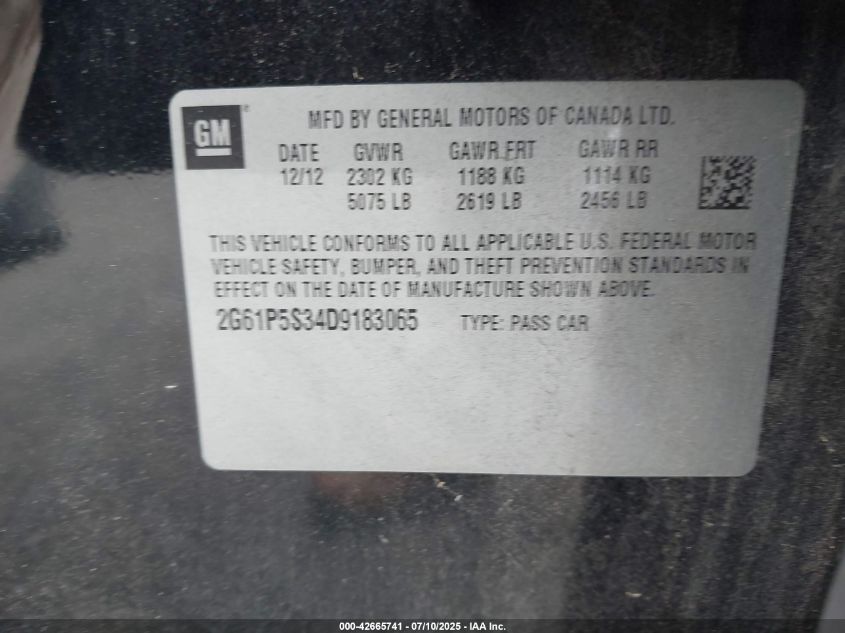 GM®
MFD BY GENERAL MOTORS OF CANADA LTD.
DATE GVWR GAWR FRT GAWR RR
12/12 2302 KG 1188 KG 1114 KG
5075 LB 2619 LB 2456 LB
THIS VEHICLE CONFORMS TO ALL APPLICABLE U.S. FEDERAL MOTOR
VEHICLE SAFETY, BUMPER, AND THEFT PREVENTION STANDARDS IN
EFFECT ON THE DATE OF MANUFACTURE SHOWN ABOVE.
2G61P5S34D9183065 TYPE: PASS CAR
000-42665741 - 07/10/2025 - IAA Inc.